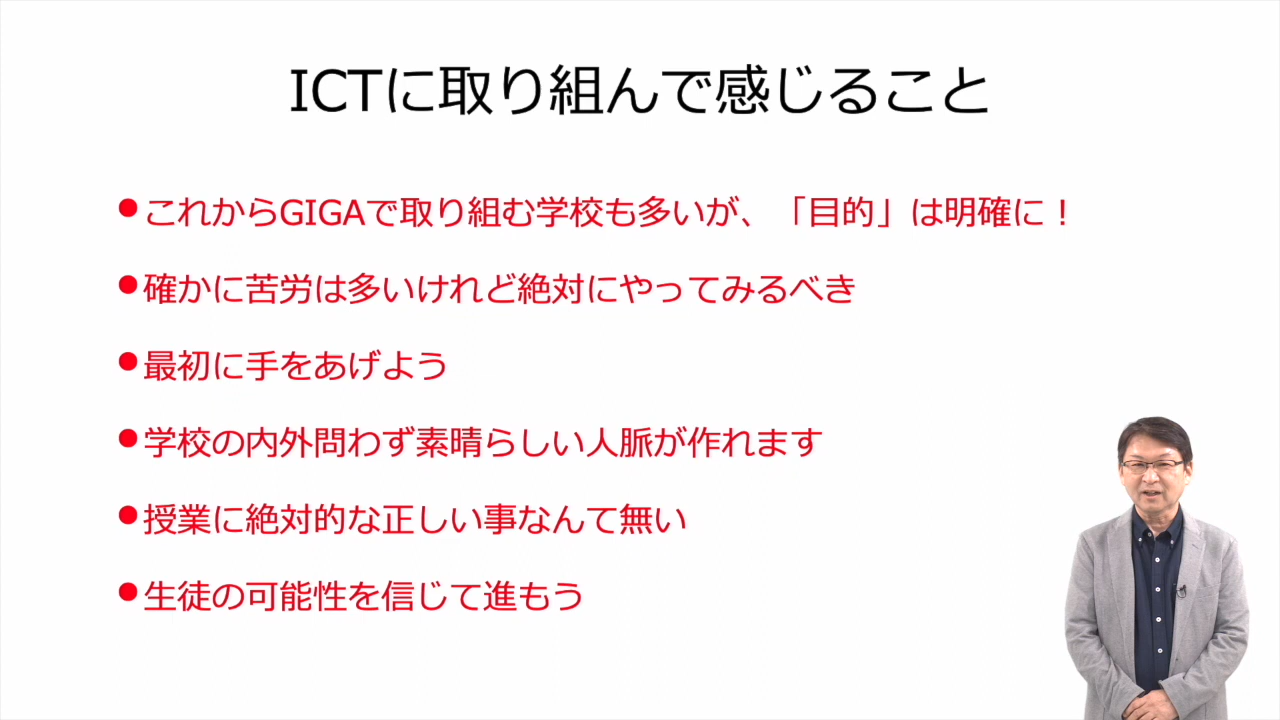 ICTに取り組んで感じること
●これからGIGAで取り組む学校も多いが、「目的」は明確に！
●確かに苦労は多いけれど絶対にやってみるべき
●最初に手をあげよう
●学校の内外問わず素晴らしい人脈が作れます
●授業に絶対的な正しい事なんて無い
●生徒の可能性を信じて進もう